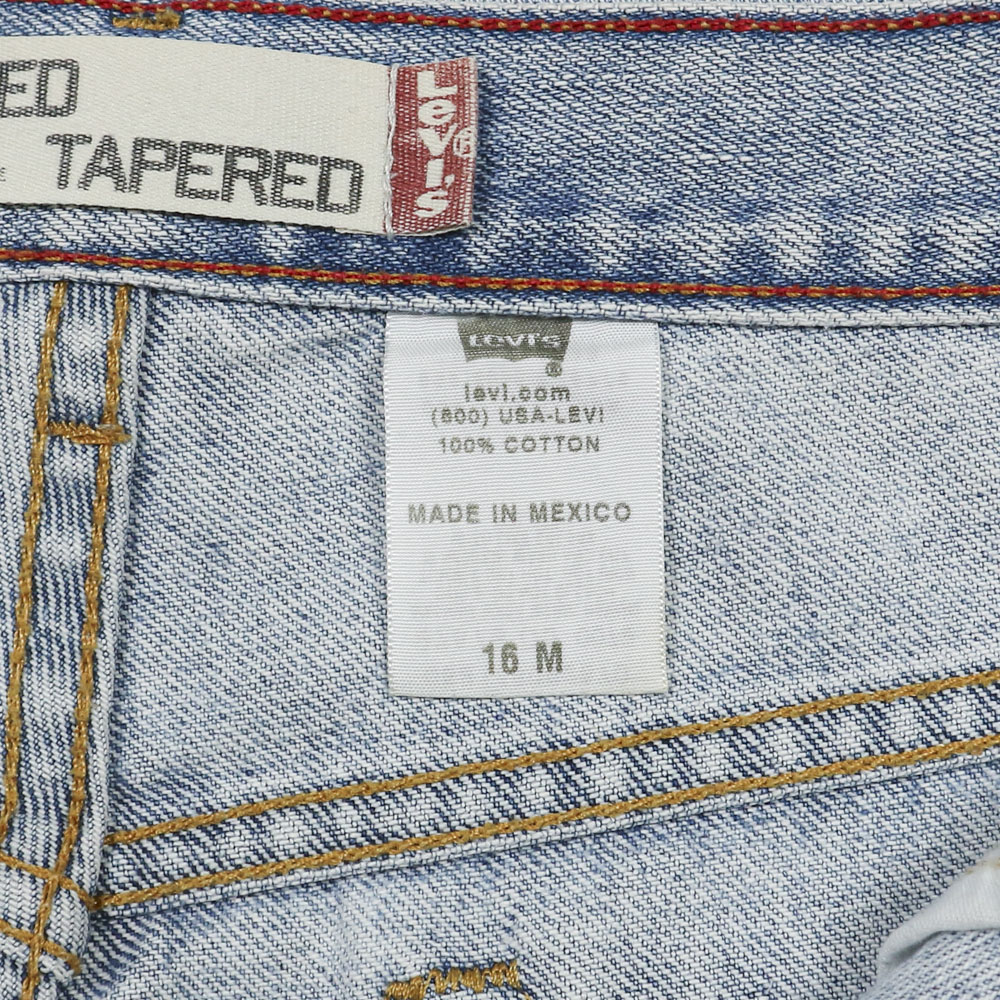 ED
TAPERED
Levi's®
Levi's
®
levi.com
(800) USA-LEVI
100% COTTON
MADE IN MEXICO
16 M